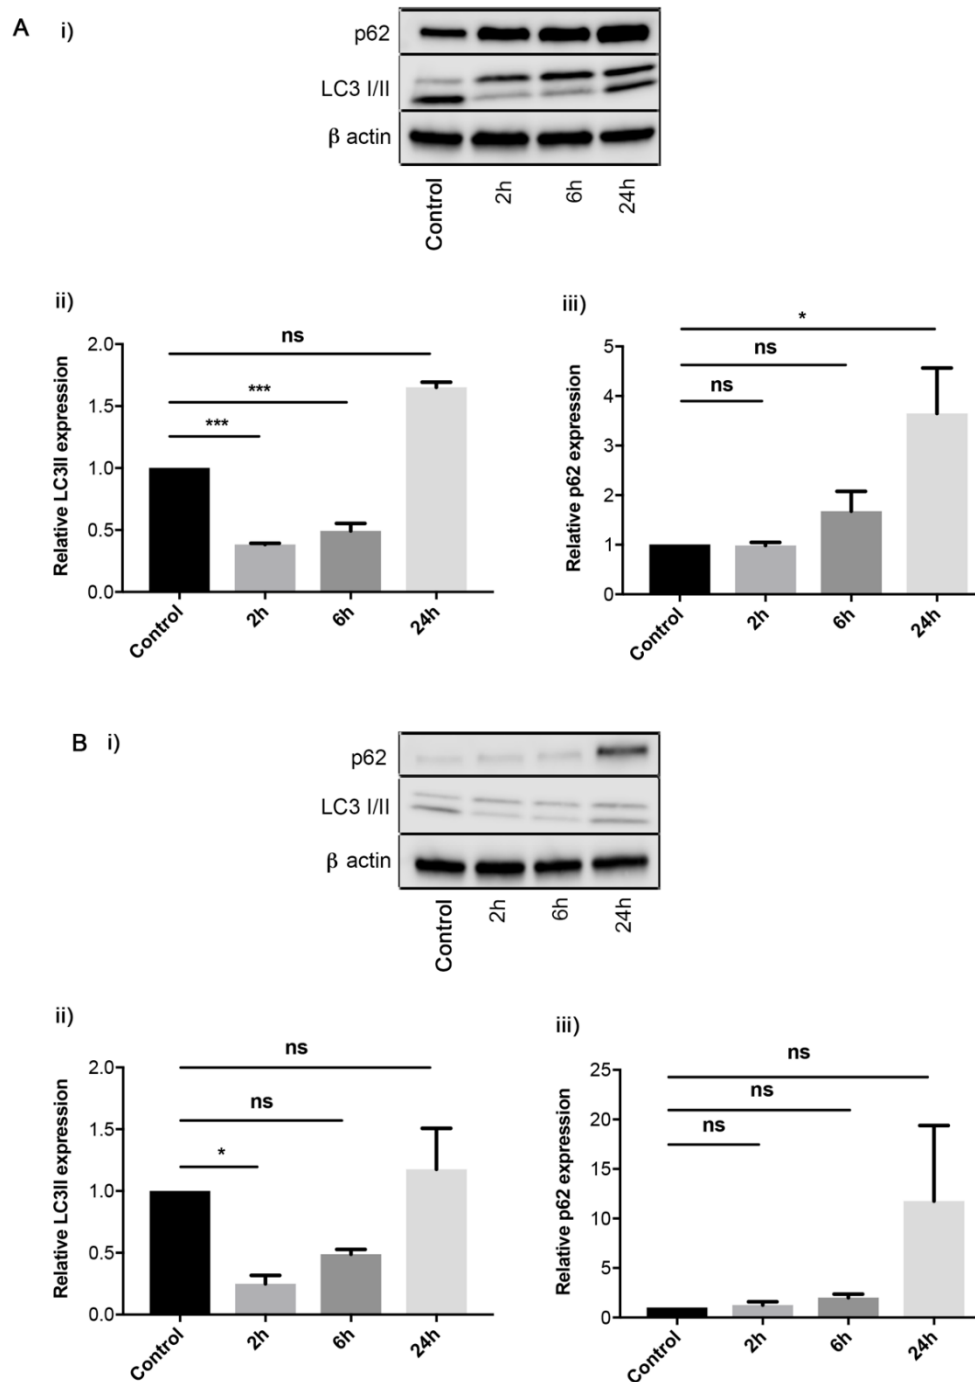 A i)
p62
LC3 I/II
β actin
Control 2h 6h 24h
ii)
Relative LC3II expression
2.0
1.5
1.0
0.5
0.0
ns
***
***
Control 2h 6h 24h
iii)
Relative p62 expression
5
4
3
2
1
0
*
ns
ns
Control 2h 6h 24h
B i)
p62
LC3 I/II
β actin
Control 2h 6h 24h
ii)
Relative LC3II expression
2.0
1.5
1.0
0.5
0.0
ns
ns
*
Control 2h 6h 24h
iii)
Relative p62 expression
25
20
15
10
5
0
ns
ns
ns
Control 2h 6h 24h